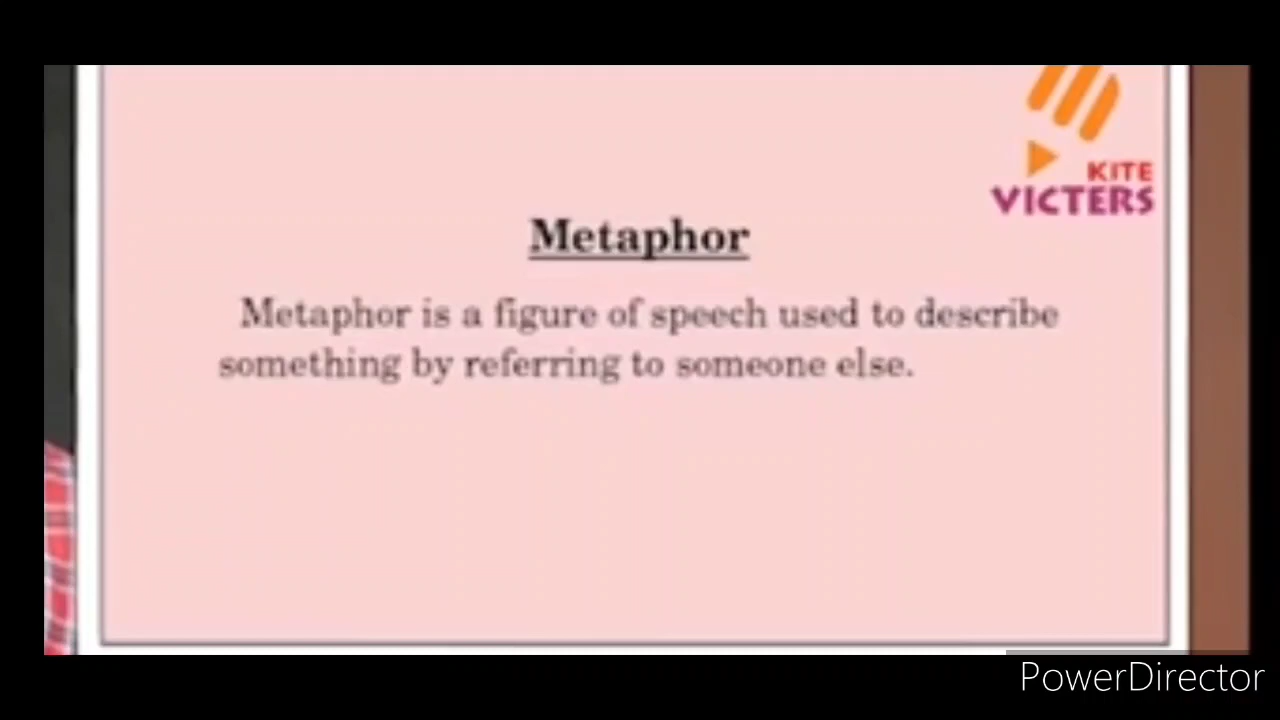 KITE
VICTERS
Metaphor
Metaphor is a figure of speech used to describe
something by referring to someone else.
PowerDirector